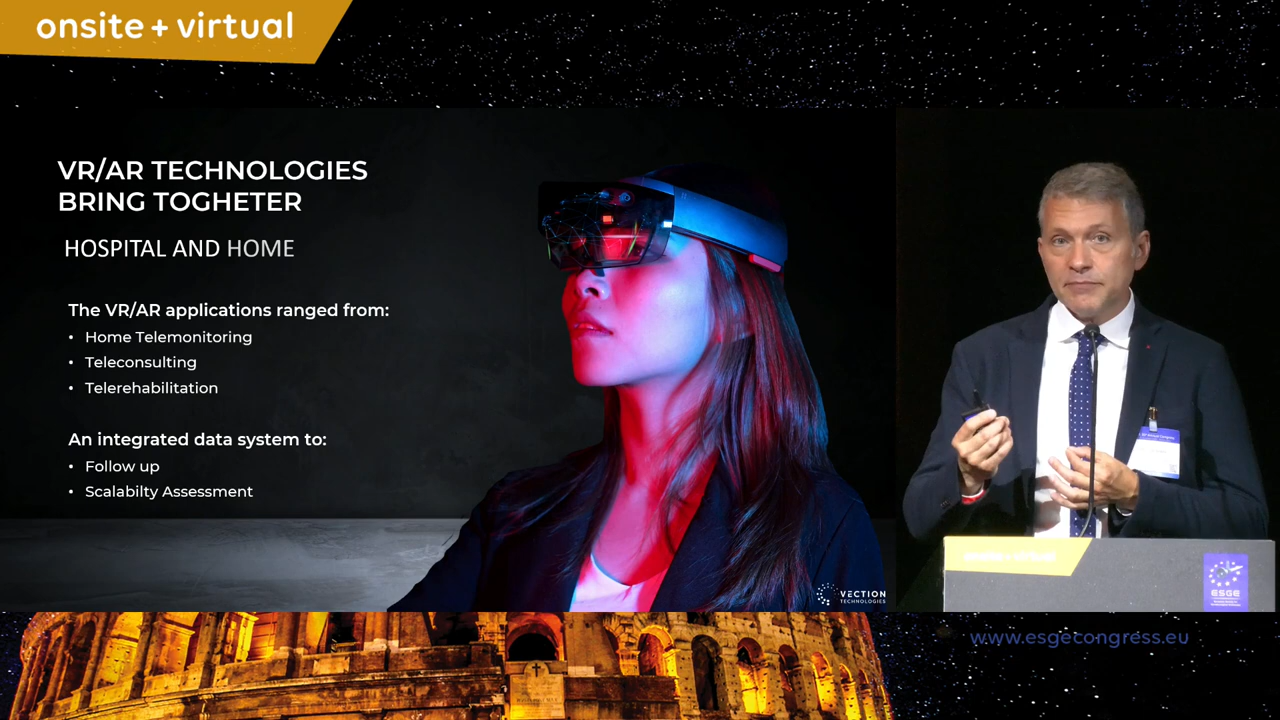 onsite + virtual
VR/AR TECHNOLOGIES
BRING TOGHETER
HOSPITAL AND HOME
The VR/AR applications ranged from:
• Home Telemonitoring
• Teleconsulting
• Telerehabilitation
An integrated data system to:
• Follow up
• Scalabilty Assessment
VECTION
TECHNOLOGIES
ESGE
www.esgecongress.eu